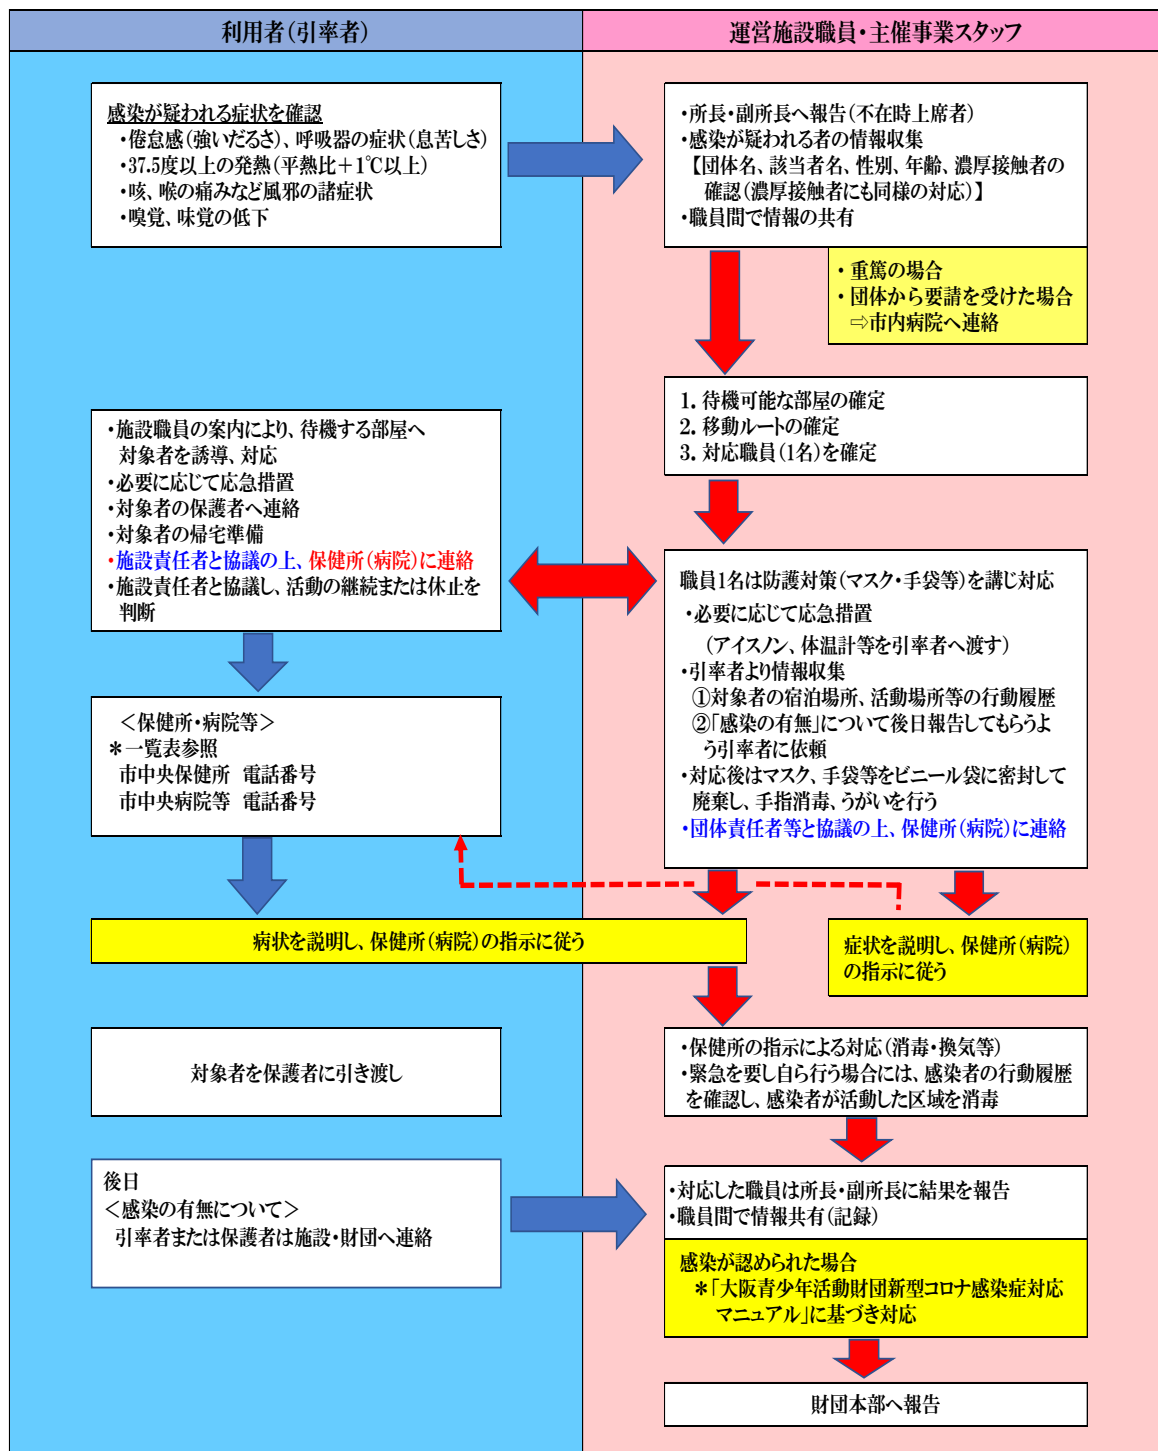 利用者（引率者）
運営施設職員・主催事業スタッフ
感染が疑われる症状を確認
・倦怠感（強いだるさ）、呼吸器の症状（息苦しさ）
・37.5度以上の発熱（平熱比＋1℃以上）
・咳、喉の痛みなど風邪の諸症状
・嗅覚、味覚の低下
・所長・副所長へ報告（不在時上席者）
・感染が疑われる者の情報収集
【団体名、該当者名、性別、年齢、濃厚接触者の
確認（濃厚接触者にも同様の対応）】
・職員間で情報の共有
・重篤の場合
・団体から要請を受けた場合
⇨市内病院へ連絡
1．待機可能な部屋の確定
2．移動ルートの確定
3．対応職員（1名）を確定
・施設職員の案内により、待機する部屋へ
対象者を誘導、対応
・必要に応じて応急措置
・対象者の保護者へ連絡
・対象者の帰宅準備
・施設責任者と協議の上、保健所（病院）に連絡
・施設責任者と協議し、活動の継続または休止を
判断
職員1名は防護対策（マスク・手袋等）を講じ対応
・必要に応じて応急措置
（アイスノン、体温計等を引率者へ渡す）
・引率者より情報収集
①対象者の宿泊場所、活動場所等の行動履歴
②「感染の有無」について後日報告してもらうよ
う引率者に依頼
・対応後はマスク、手袋等をビニール袋に密封して
廃棄し、手指消毒、うがいを行う
・団体責任者等と協議の上、保健所（病院）に連絡
＜保健所・病院等＞
＊一覧表参照
市中央保健所　電話番号
市中央病院等　電話番号
病状を説明し、保健所（病院）の指示に従う
症状を説明し、保健所（病院）
の指示に従う
対象者を保護者に引き渡し
・保健所の指示による対応（消毒・換気等）
・緊急を要し自ら行う場合には、感染者の行動履歴
を確認し、感染者が活動した区域を消毒
後日
＜感染の有無について＞
引率者または保護者は施設・財団へ連絡
・対応した職員は所長・副所長に結果を報告
・職員間で情報共有（記録）
感染が認められた場合
＊「大阪青少年活動財団新型コロナ感染症対応
マニュアル」に基づき対応
財団本部へ報告